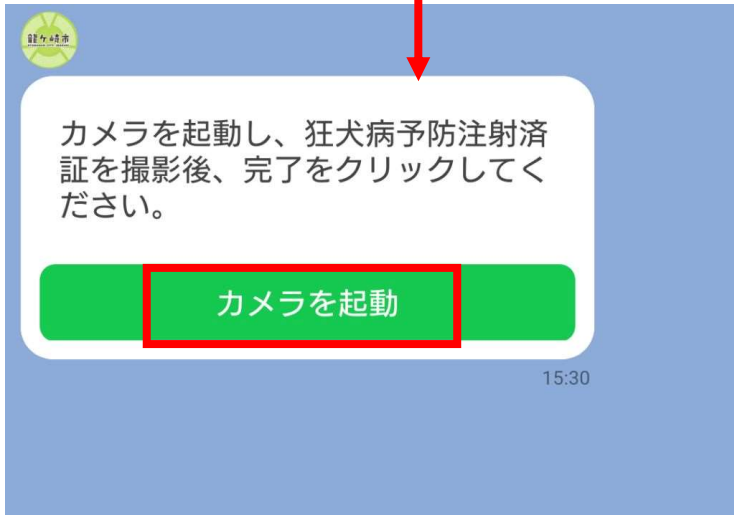 龍ケ崎市
カメラを起動し、狂犬病予防注射済
証を撮影後、完了をクリックしてく
ださい。
カメラを起動
15:30